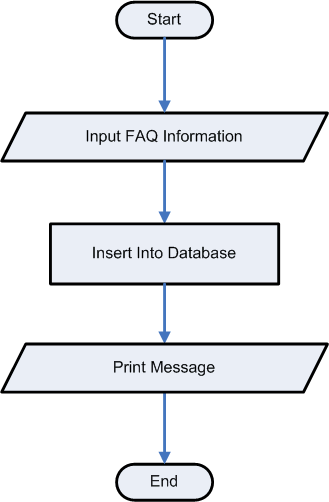 Start
Input FAQ Information
Insert Into Database
Print Message
End